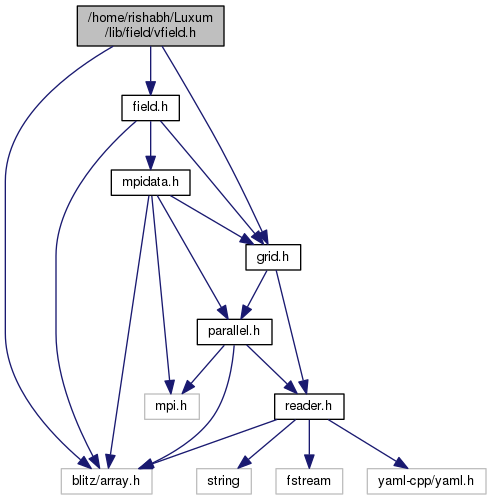 /home/rishabh/Luxum
/lib/field/vfield.h
field.h
mpidata.h
grid.h
parallel.h
mpi.h
reader.h
blitz/array.h
string
fstream
yaml-cpp/yaml.h